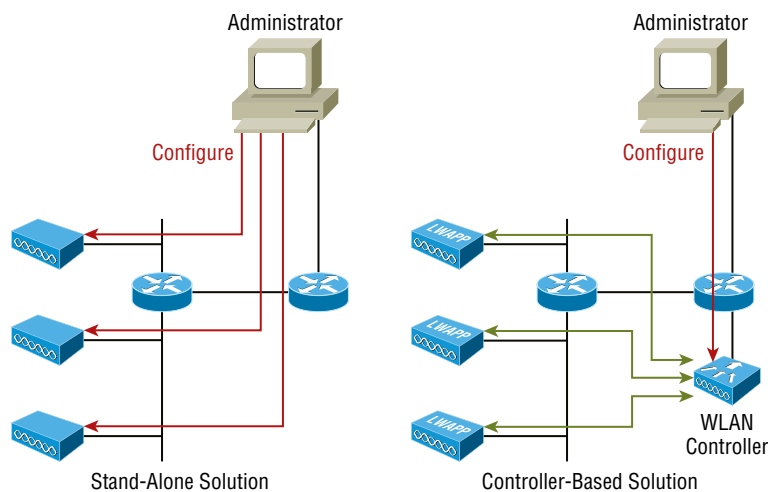 Administrator
Configure
Stand-Alone Solution
Administrator
Configure
LWAPP
LWAPP
LWAPP
WLAN
Controller
Controller-Based Solution